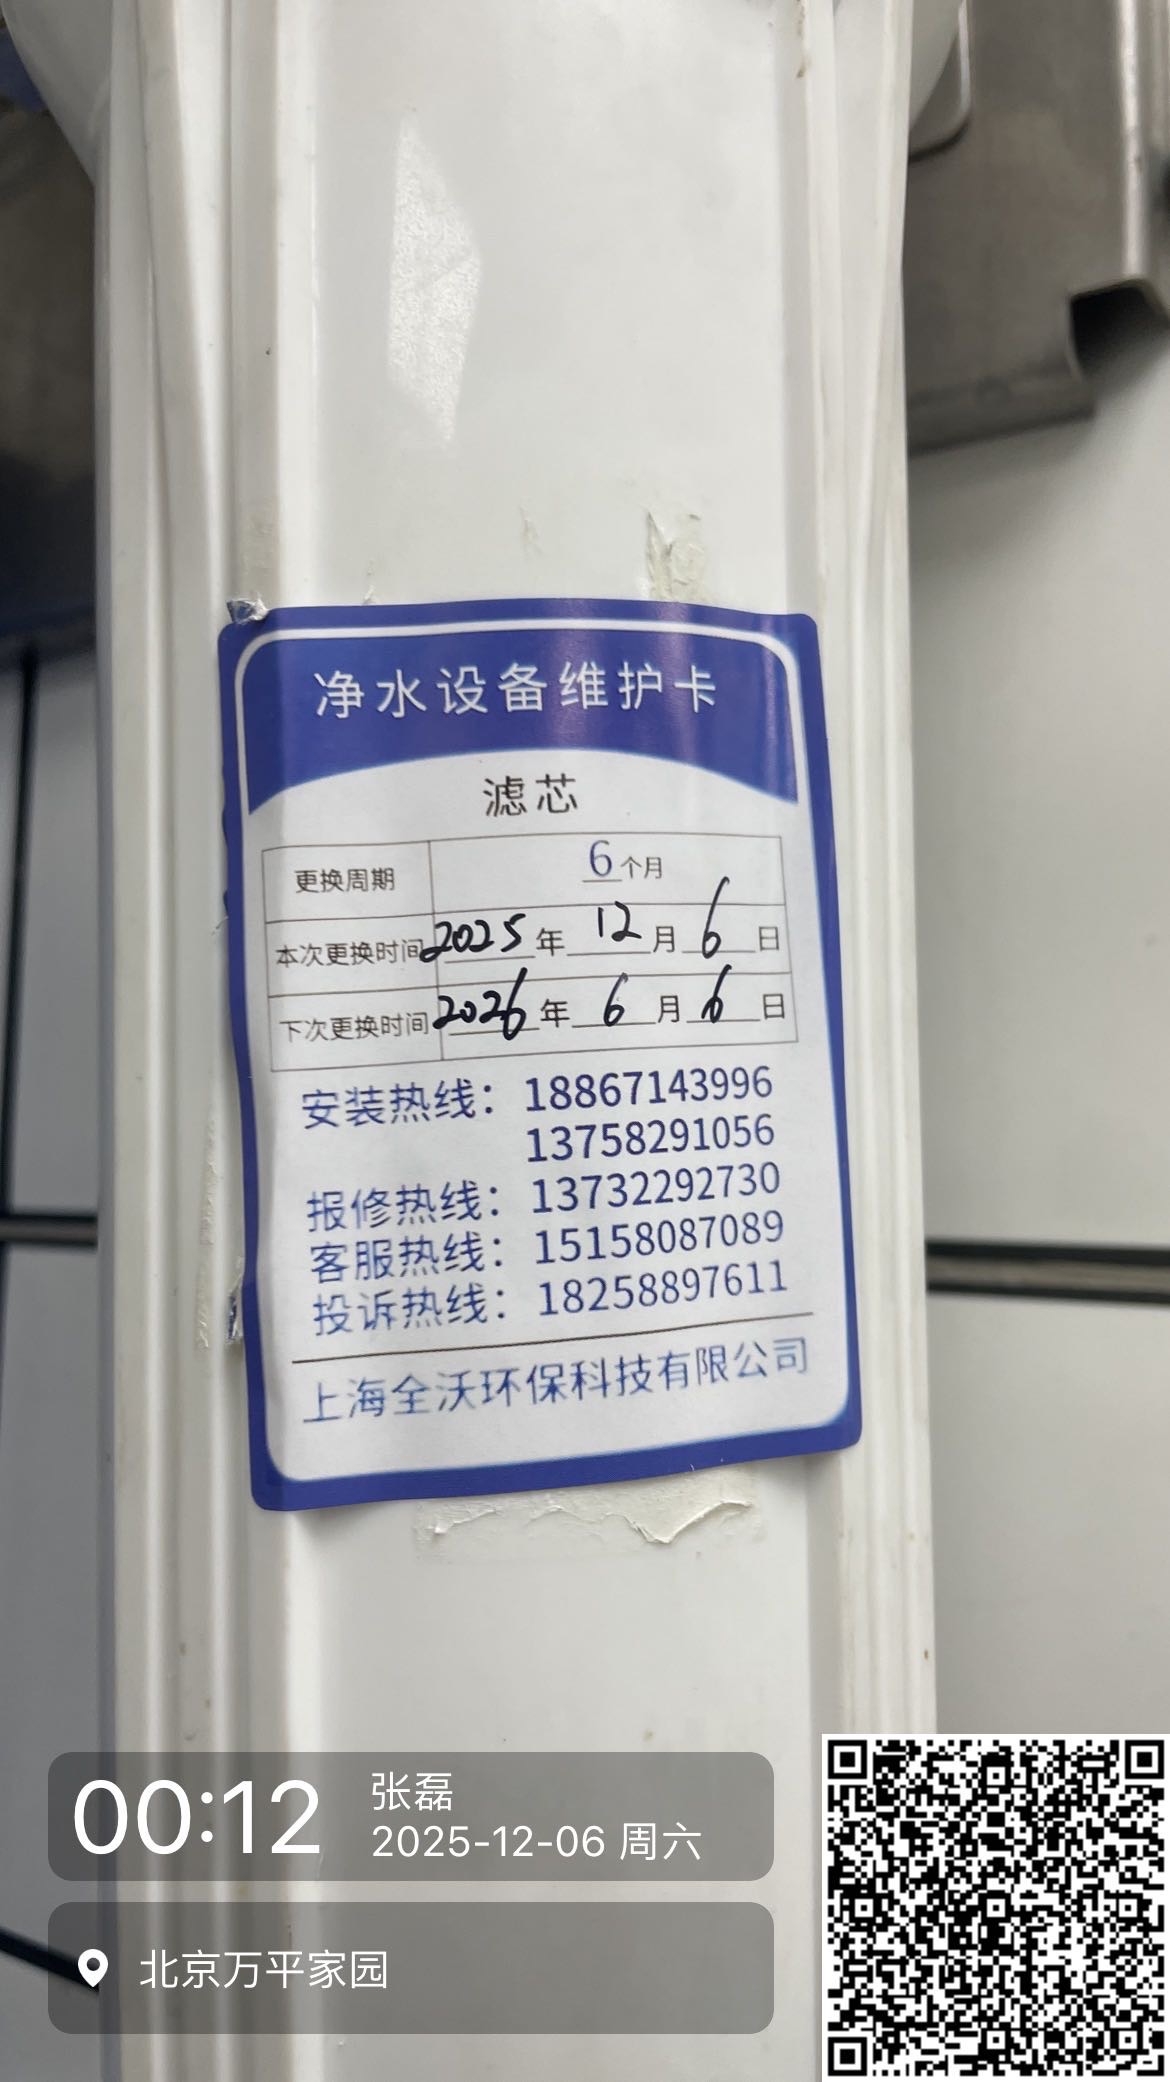 净水设备维护卡
滤芯
更换周期 6个月
本次更换时间 2025年12月6日
下次更换时间 2026年6月6日
安装热线：18867143996
13758291056
报修热线：13732292730
客服热线：15158087089
投诉热线：18258897611
上海全沃环保科技有限公司
00:12
张磊
2025-12-06 周六
北京万平家园